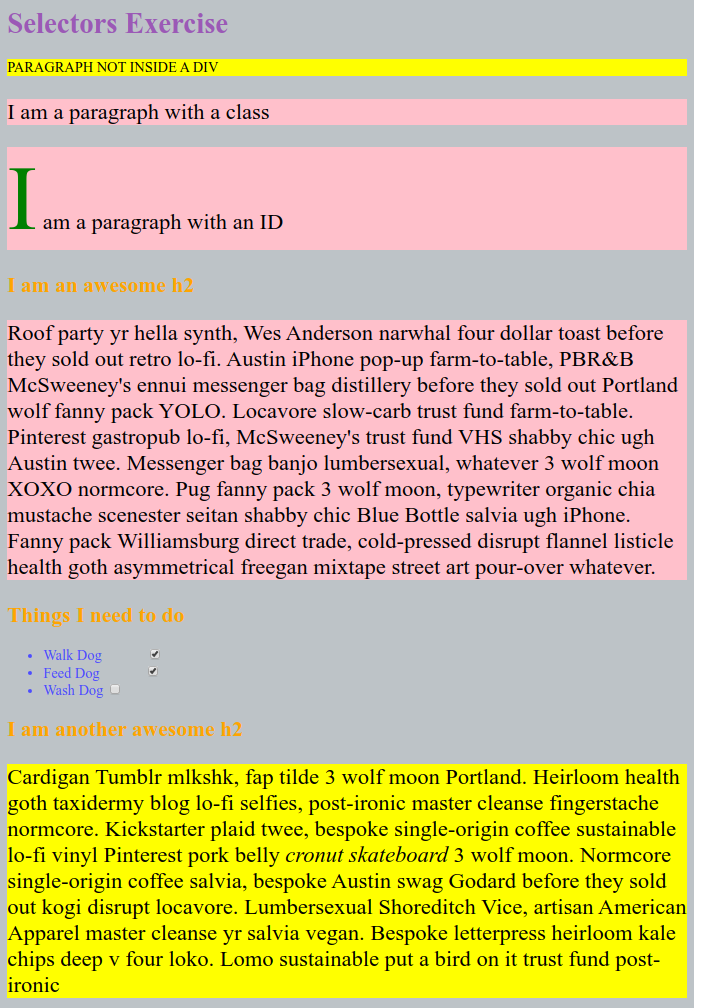 Selectors Exercise
PARAGRAPH NOT INSIDE A DIV
I am a paragraph with a class
I am a paragraph with an ID
I am an awesome h2
Roof party yr hella synth, Wes Anderson narwhal four dollar toast before
they sold out retro lo-fi. Austin iPhone pop-up farm-to-table, PBR&B
McSweeney's ennui messenger bag distillery before they sold out Portland
wolf fanny pack YOLO. Locavore slow-carb trust fund farm-to-table.
Pinterest gastropub lo-fi, McSweeney's trust fund VHS shabby chic ugh
Austin twee. Messenger bag banjo lumbersexual, whatever 3 wolf moon
XOXO normcore. Pug fanny pack 3 wolf moon, typewriter organic chia
mustache scenester seitan shabby chic Blue Bottle salvia ugh iPhone.
Fanny pack Williamsburg direct trade, cold-pressed disrupt flannel listicle
health goth asymmetrical freegan mixtape street art pour-over whatever.
Things I need to do
• Walk Dog
• Feed Dog
• Wash Dog
I am another awesome h2
Cardigan Tumblr mlkshk, fap tilde 3 wolf moon Portland. Heirloom health
goth taxidermy blog lo-fi selfies, post-ironic master cleanse fingerstache
normcore. Kickstarter plaid twee, bespoke single-origin coffee sustainable
lo-fi vinyl Pinterest pork belly cronut skateboard 3 wolf moon. Normcore
single-origin coffee salvia, bespoke Austin swag Godard before they sold
out kogi disrupt locavore. Lumbersexual Shoreditch Vice, artisan American
Apparel master cleanse yr salvia vegan. Bespoke letterpress heirloom kale
chips deep v four loko. Lomo sustainable put a bird on it trust fund post-
ironic